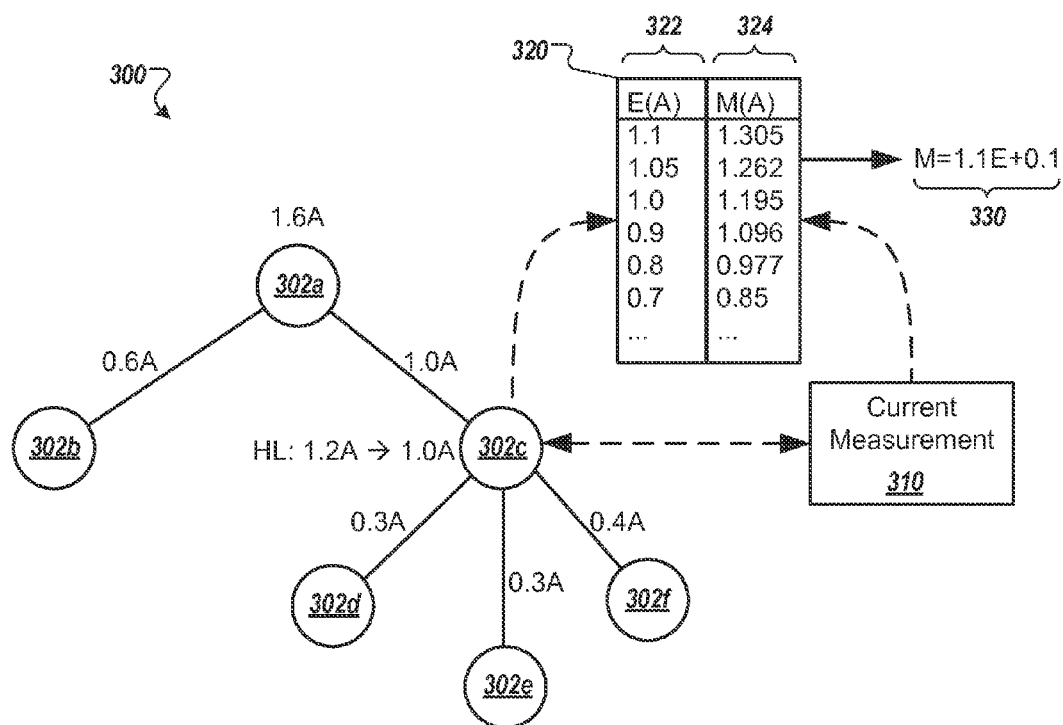 300
320
322
324
E(A) M(A)
1.1 1.305
1.05 1.262
1.0 1.195
0.9 1.096
0.8 0.977
0.7 0.85
... ...
M=1.1E+0.1
330
1.6A
302a
0.6A
1.0A
302b
HL: 1.2A → 1.0A
302c
Current
Measurement
310
0.3A
0.3A
0.4A
302d
302e
302f